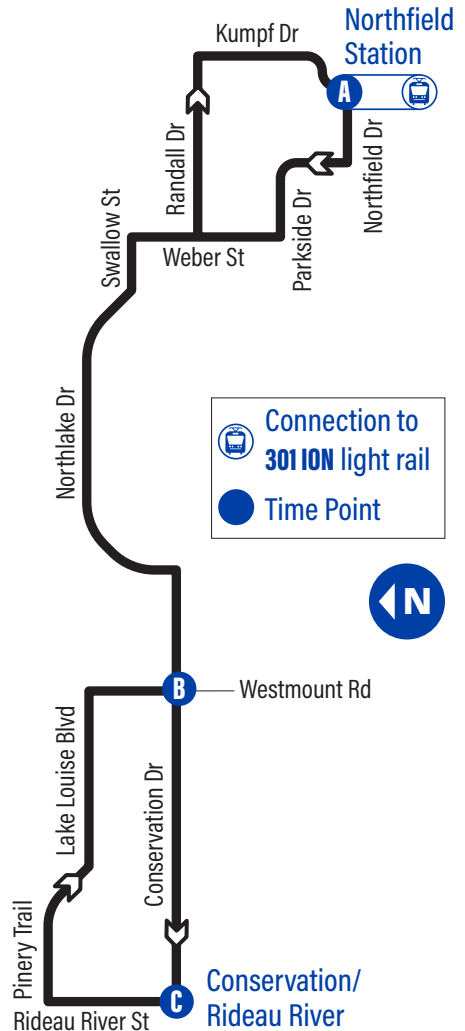 Northfield
Station
Kumpf Dr
A
Randall Dr
Northfield Dr
Parkside Dr
Swallow St
Weber St
Northlake Dr
Connection to
301 ION light rail
Time Point
N
B
Westmount Rd
Lake Louise Blvd
Conservation Dr
Pinery Trail
C
Conservation/
Rideau River
Rideau River St